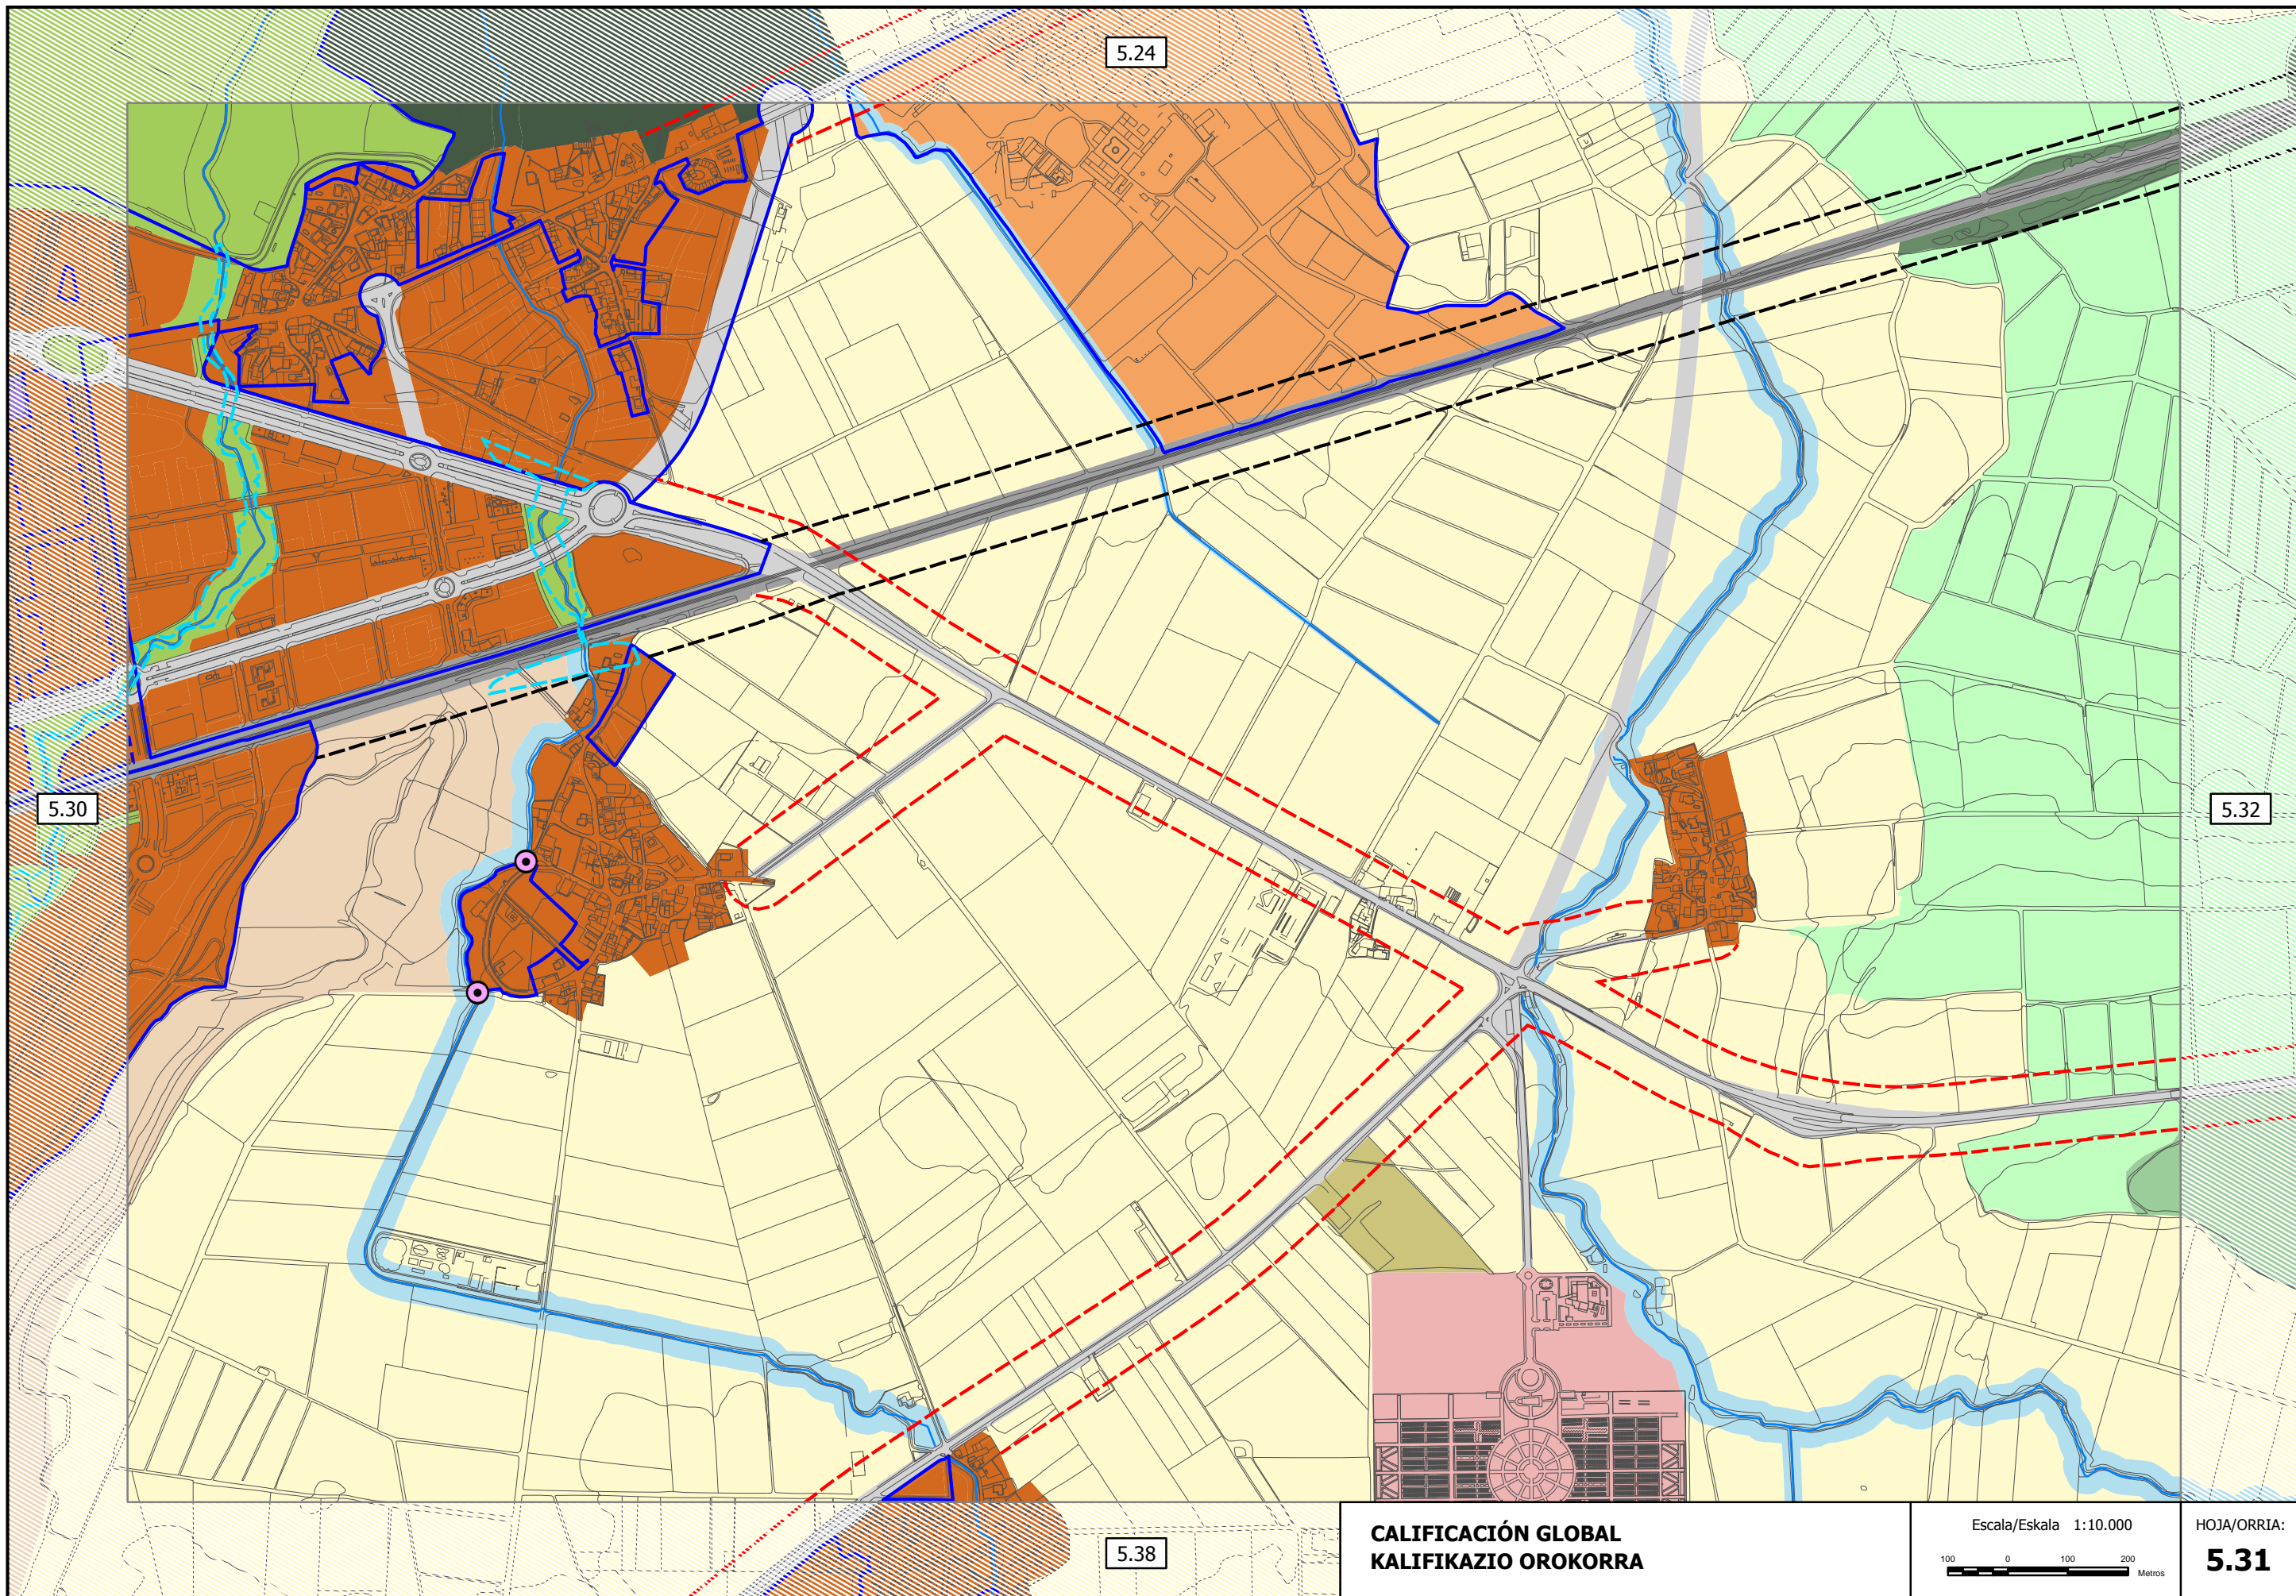 5.24
5.30
5.32
5.38
CALIFICACIÓN GLOBAL
KALIFIKAZIO OROKORRA
Escala/Eskala 1:10.000
100 0 100 200
Metros
HOJA/ORRIA:
5.31